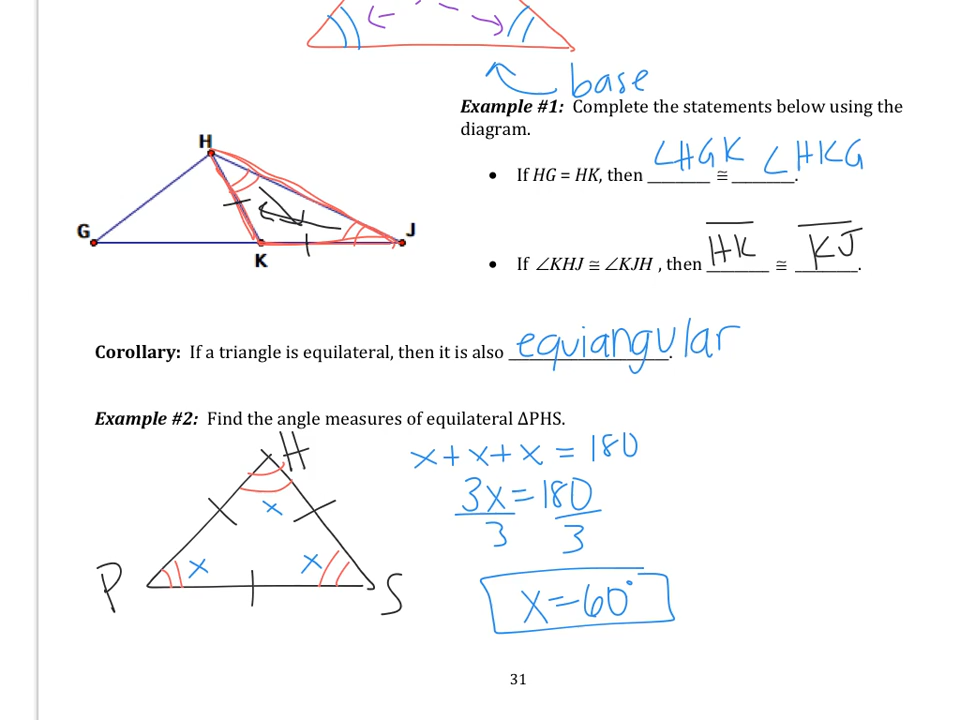 base
Example #1: Complete the statements below using the
diagram.
H
G
K
J
• If HG = HK, then ∠HGK ≅ ∠HKG.
• If ∠KHJ ≅ ∠KJH , then HK ≅ KJ.
Corollary: If a triangle is equilateral, then it is also equiangular.
Example #2: Find the angle measures of equilateral ΔPHS.
H
x
x
x
P
S
x + x + x = 180
3x = 180
3 3
x = 60°
31